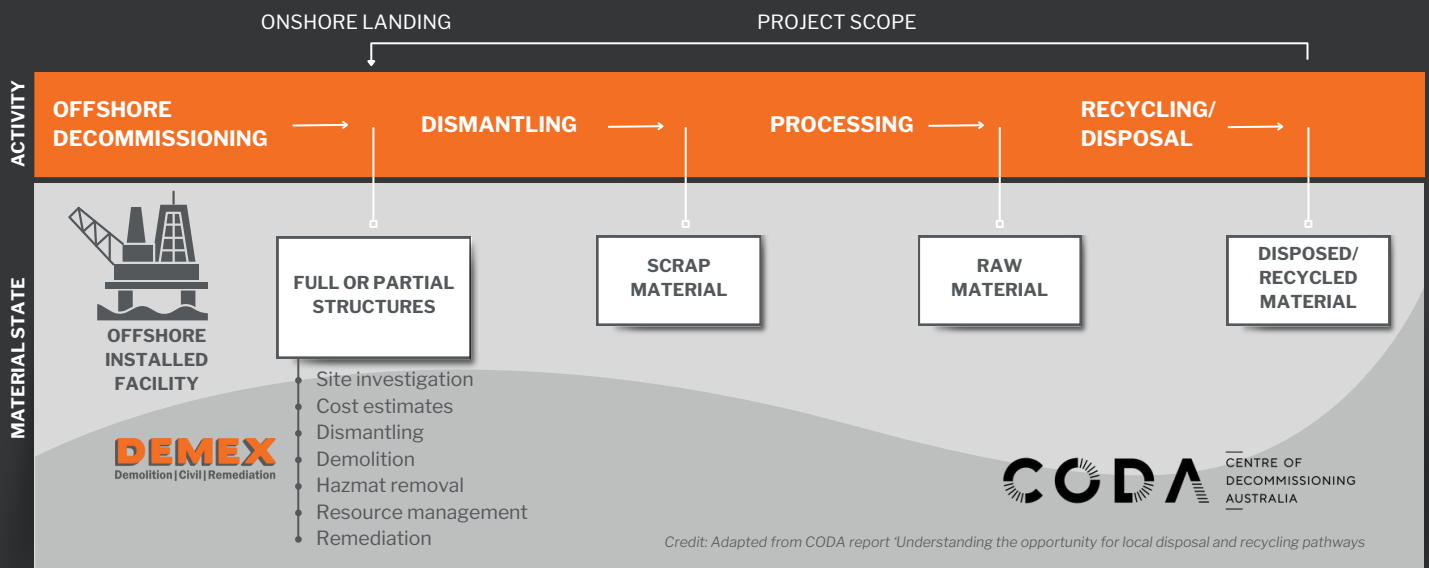 ONSHORE LANDING
PROJECT SCOPE
ACTIVITY
OFFSHORE
DECOMMISSIONING
DISMANTLING
PROCESSING
RECYCLING/
DISPOSAL
MATERIAL STATE
OFFSHORE
INSTALLED
FACILITY
FULL OR PARTIAL
STRUCTURES
SCRAP
MATERIAL
RAW
MATERIAL
DISPOSED/
RECYCLED
MATERIAL
Site investigation
Cost estimates
Dismantling
Demolition
Hazmat removal
Resource management
Remediation
DEMEX
Demolition|Civil|Remediation
CODA
CENTRE OF
DECOMMISSIONING
AUSTRALIA
Credit: Adapted from CODA report ‘Understanding the opportunity for local disposal and recycling pathways